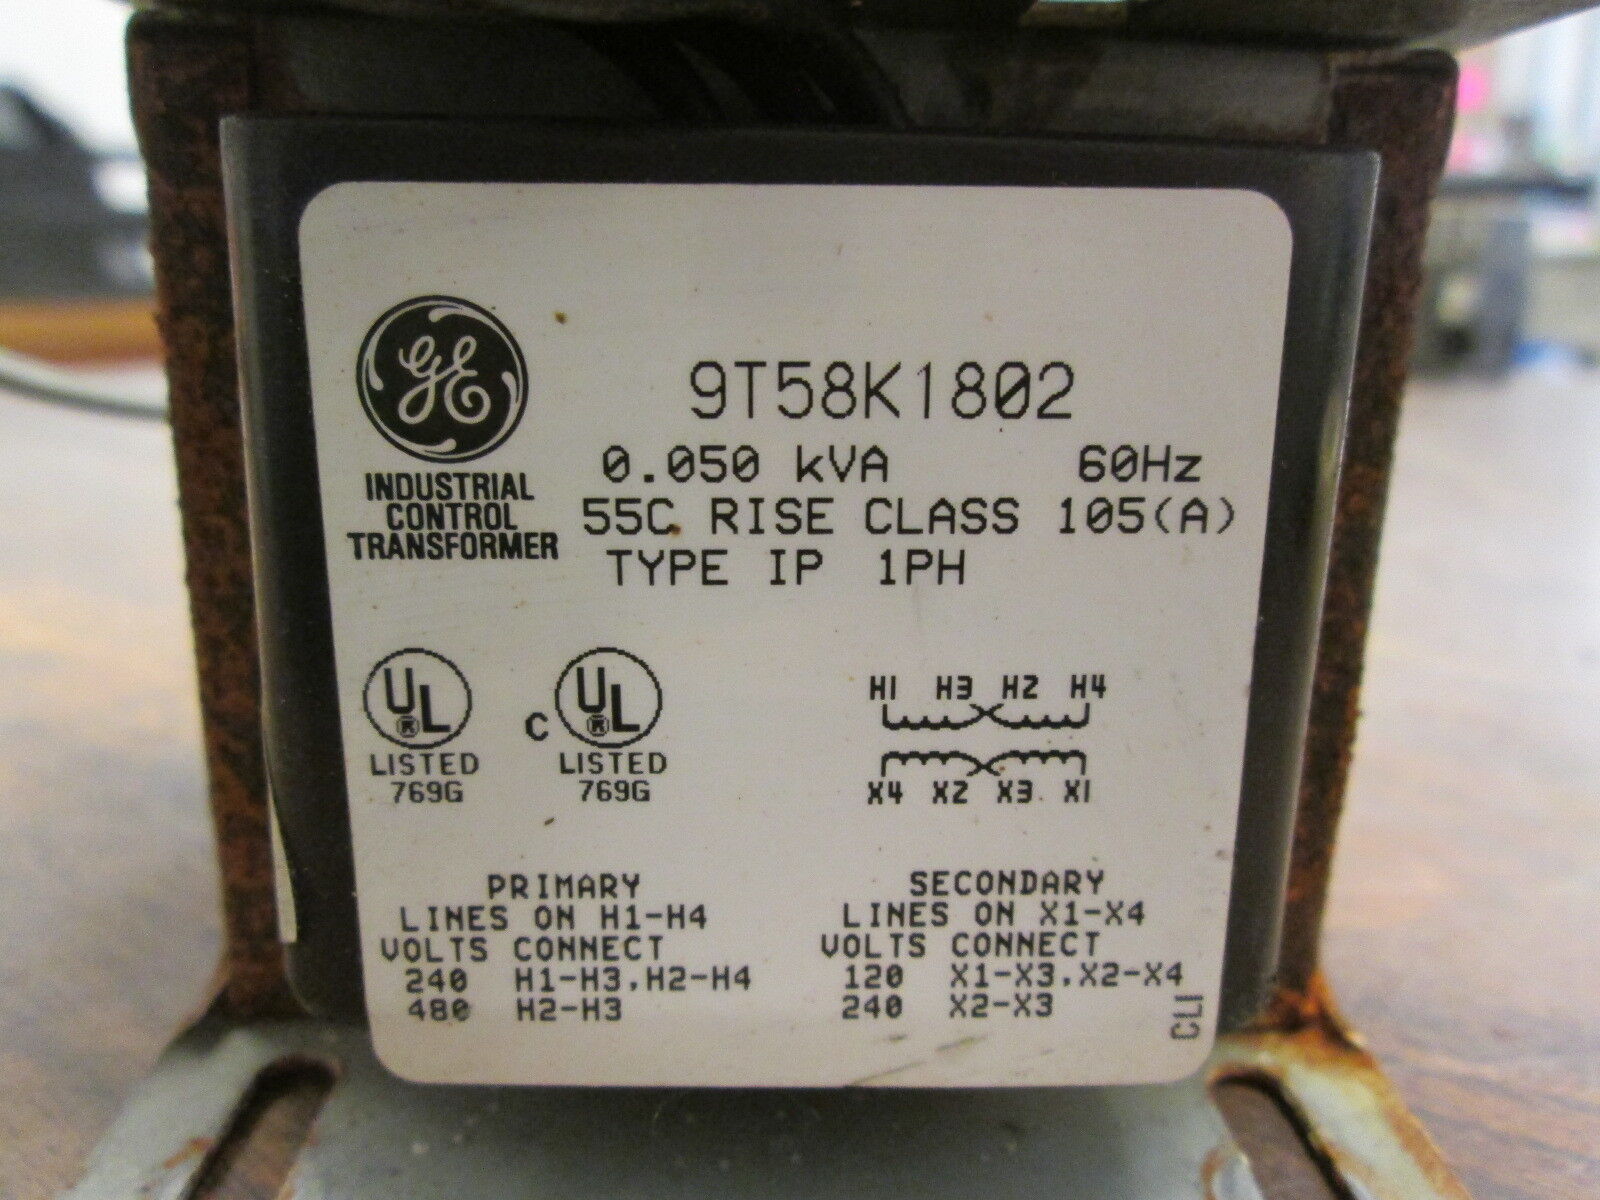 GE
INDUSTRIAL
CONTROL
TRANSFORMER
9T58K1802
0.050 kVA 60Hz
55C RISE CLASS 105(A)
TYPE IP 1PH
UL ®
LISTED
769G
C UL ®
LISTED
769G
H1 H3 H2 H4
X4 X2 X3 X1
PRIMARY
LINES ON H1-H4
VOLTS CONNECT
240 H1-H3,H2-H4
480 H2-H3
SECONDARY
LINES ON X1-X4
VOLTS CONNECT
120 X1-X3,X2-X4
240 X2-X3
CLI